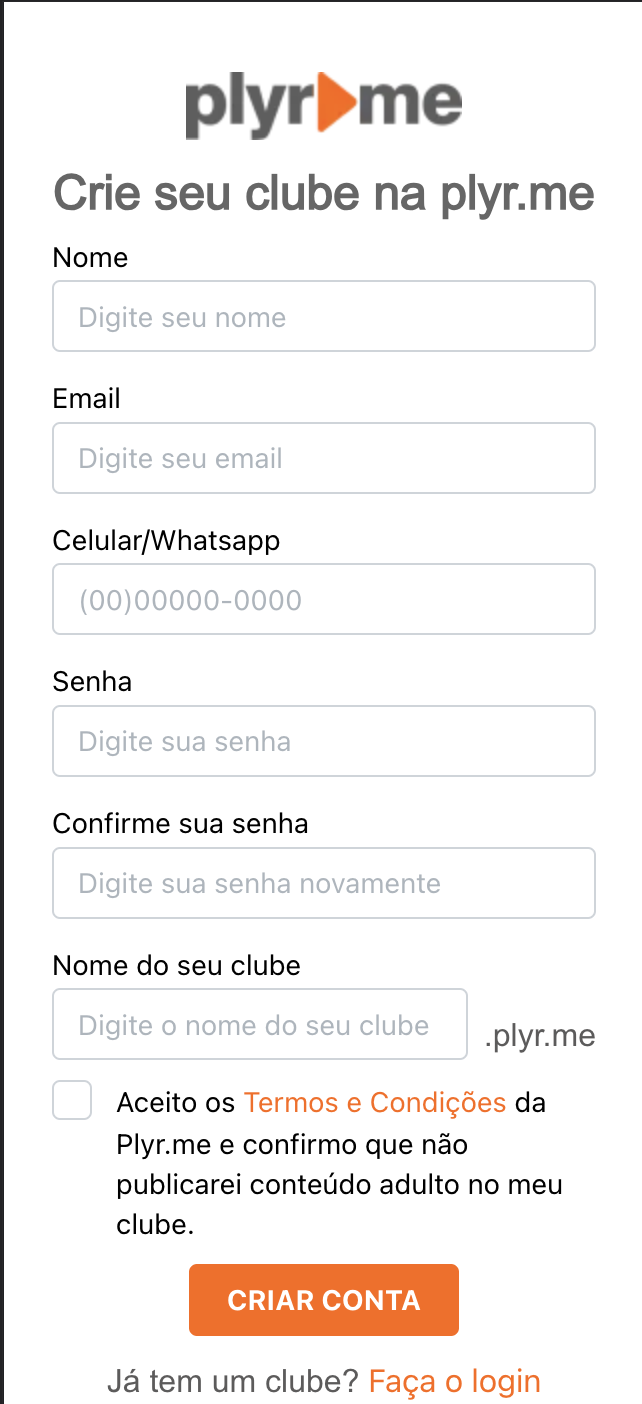 plyr me
Crie seu clube na plyr.me
Nome
Digite seu nome
Email
Digite seu email
Celular/Whatsapp
(00)00000-0000
Senha
Digite sua senha
Confirme sua senha
Digite sua senha novamente
Nome do seu clube
Digite o nome do seu clube .plyr.me
Aceito os Termos e Condições da
Plyr.me e confirmo que não
publicarei conteúdo adulto no meu
clube.
CRIAR CONTA
Já tem um clube? Faça o login